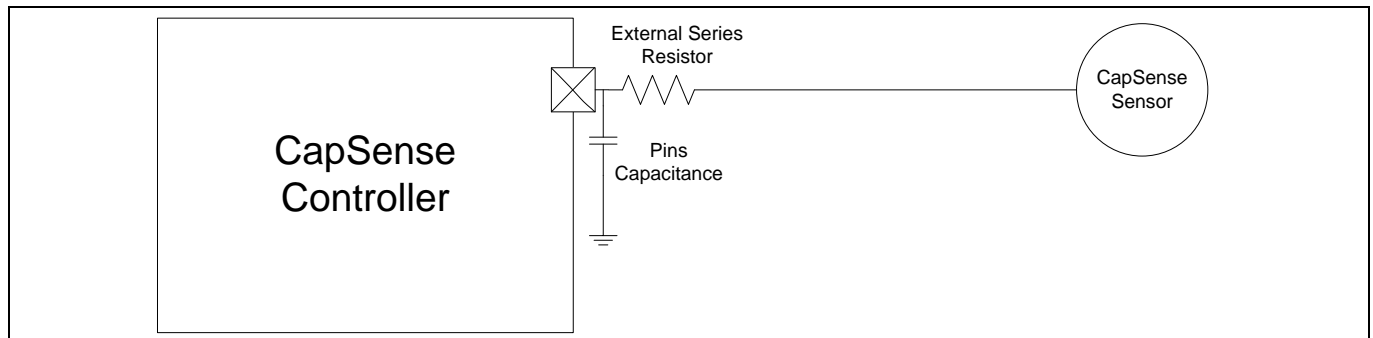 External Series
Resistor
CapSense
Sensor
CapSense
Controller
Pins
Capacitance